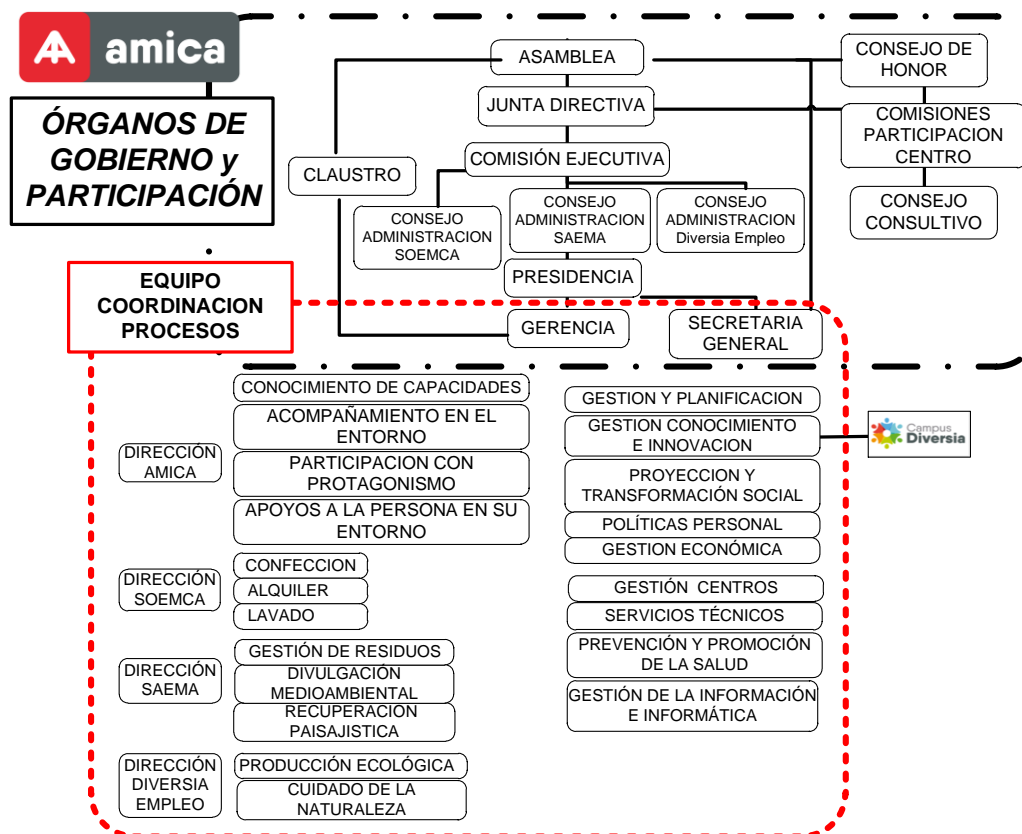 amica
ÓRGANOS DE
GOBIERNO y
PARTICIPACIÓN
ASAMBLEA
JUNTA DIRECTIVA
COMISIÓN EJECUTIVA
CLAUSTRO
CONSEJO
ADMINISTRACION
SOEMCA
CONSEJO
ADMINISTRACION
SAEMA
CONSEJO
ADMINISTRACION
Diversia Empleo
PRESIDENCIA
GERENCIA
SECRETARIA
GENERAL
CONSEJO DE
HONOR
COMISIONES
PARTICIPACION
CENTRO
CONSEJO
CONSULTIVO
EQUIPO
COORDINACION
PROCESOS
DIRECCIÓN
AMICA
CONOCIMIENTO DE CAPACIDADES
ACOMPAÑAMIENTO EN EL
ENTORNO
PARTICIPACION CON
PROTAGONISMO
APOYOS A LA PERSONA EN SU
ENTORNO
DIRECCIÓN
SOEMCA
CONFECCION
ALQUILER
LAVADO
DIRECCIÓN
SAEMA
GESTIÓN DE RESIDUOS
DIVULGACIÓN
MEDIOAMBIENTAL
RECUPERACION
PAISAJISTICA
DIRECCIÓN
DIVERSIA
EMPLEO
PRODUCCIÓN ECOLÓGICA
CUIDADO DE LA
NATURALEZA
GESTION Y PLANIFICACION
GESTION CONOCIMIENTO
E INNOVACION
PROYECCION Y
TRANSFORMACIÓN SOCIAL
POLÍTICAS PERSONAL
GESTION ECONÓMICA
GESTIÓN CENTROS
SERVICIOS TÉCNICOS
PREVENCIÓN Y PROMOCIÓN
DE LA SALUD
GESTIÓN DE LA INFORMACIÓN
E INFORMÁTICA
Campus
Diversia